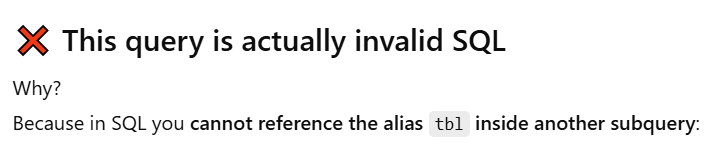 ❌ This query is actually invalid SQL
Why?
Because in SQL you cannot reference the alias tbl inside another subquery: